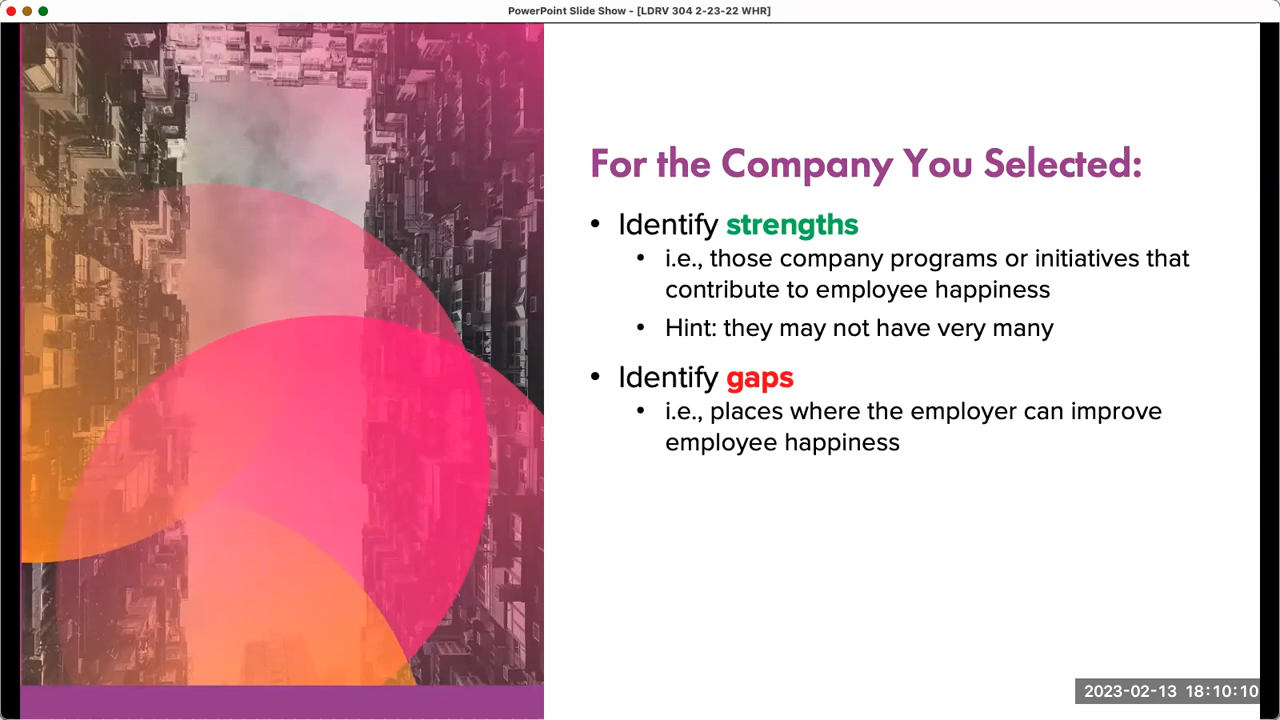 PowerPoint Slide Show - [LDRV 304 2-23-22 WHR]
For the Company You Selected:
• Identify strengths
• i.e., those company programs or initiatives that
contribute to employee happiness
• Hint: they may not have very many
• Identify gaps
• i.e., places where the employer can improve
employee happiness
2023-02-13 18:10:10